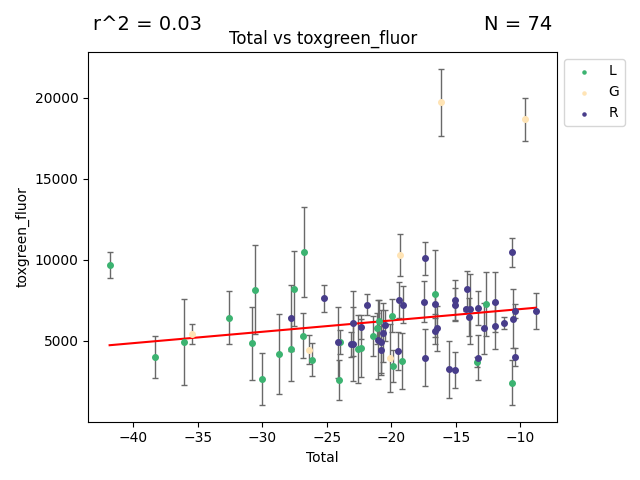 r^2 = 0.03
N = 74
Total vs toxgreen_fluor
L
G
R
20000
15000
10000
5000
toxgreen_fluor
−40
−35
−30
−25
−20
−15
−10
Total